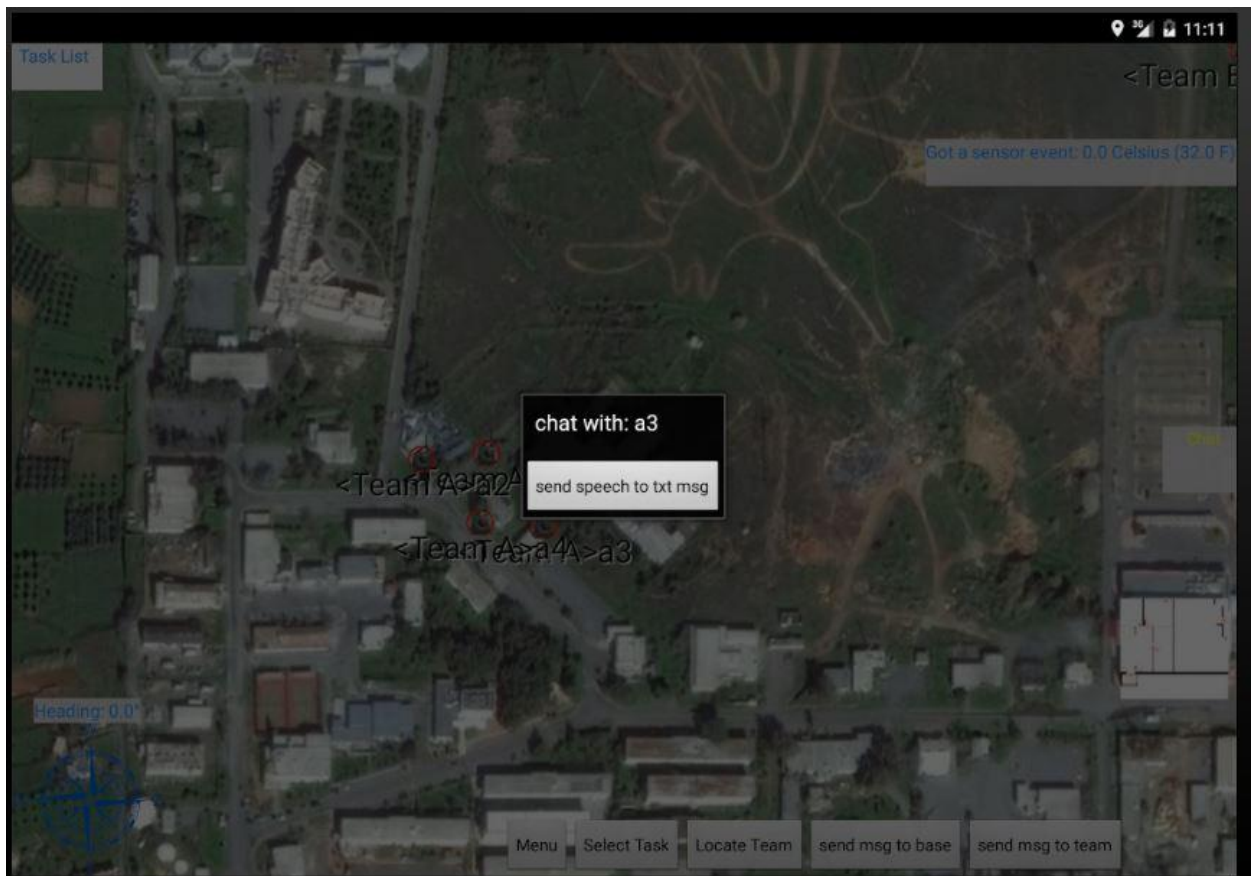 3G 11:11
Task List
<Team
Got a sensor event: 0.0 Celsius (32.0 F)
chat with: a3
Chat
send speech to txt msg
<Team A>a2
<Team A>a4
A>a3
Heading: 0.0°
Menu
Select Task
Locate Team
send msg to base
send msg to team